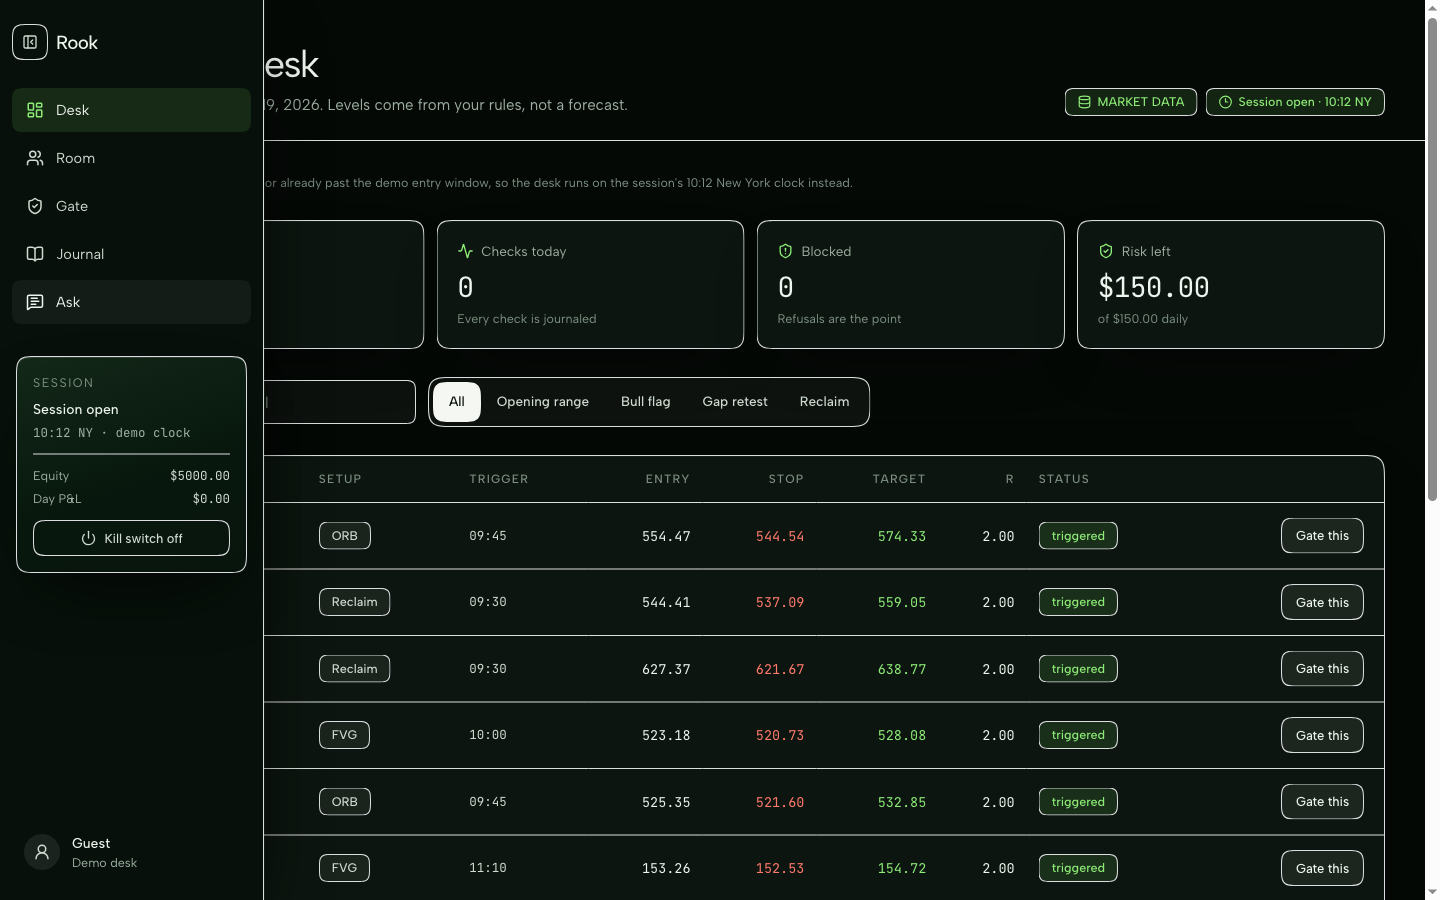 Rook
Desk
Room
Gate
Journal
Ask
SESSION
Session open
10:12 NY · demo clock
Equity $5000.00
Day P&L $0.00
Kill switch off
Guest
Demo desk
esk
19, 2026. Levels come from your rules, not a forecast.
MARKET DATA
Session open · 10:12 NY
or already past the demo entry window, so the desk runs on the session's 10:12 New York clock instead.
Checks today
0
Every check is journaled
Blocked
0
Refusals are the point
Risk left
$150.00
of $150.00 daily
All Opening range Bull flag Gap retest Reclaim
SETUP TRIGGER ENTRY STOP TARGET R STATUS
ORB 09:45 554.47 544.54 574.33 2.00 triggered Gate this
Reclaim 09:30 544.41 537.09 559.05 2.00 triggered Gate this
Reclaim 09:30 627.37 621.67 638.77 2.00 triggered Gate this
FVG 10:00 523.18 520.73 528.08 2.00 triggered Gate this
ORB 09:45 525.35 521.60 532.85 2.00 triggered Gate this
FVG 11:10 153.26 152.53 154.72 2.00 triggered Gate this